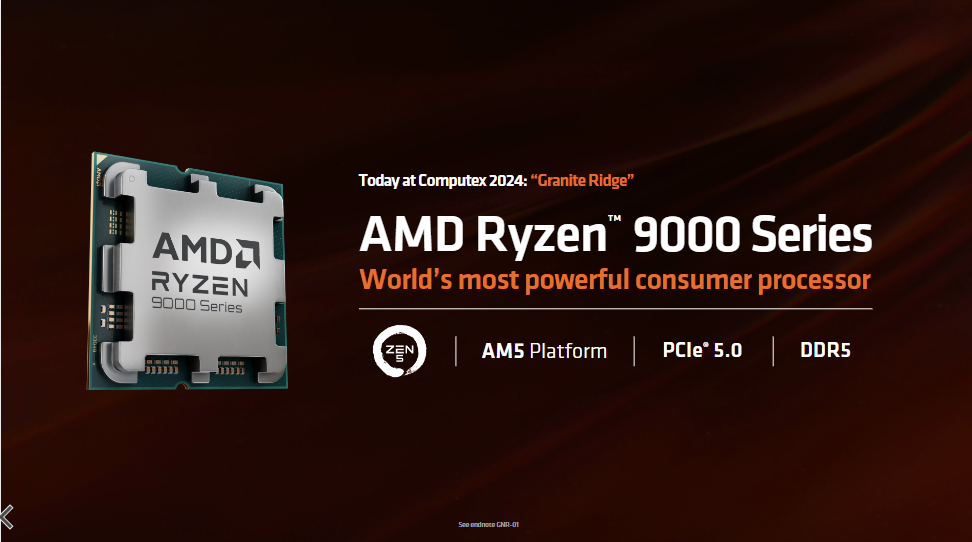 Today at Computex 2024: “Granite Ridge”
AMD Ryzen™ 9000 Series
World’s most powerful consumer processor
AMD
RYZEN
9000 Series
ZEN
5
AM5 Platform
PCIe® 5.0
DDR5
See endnote GNR-01